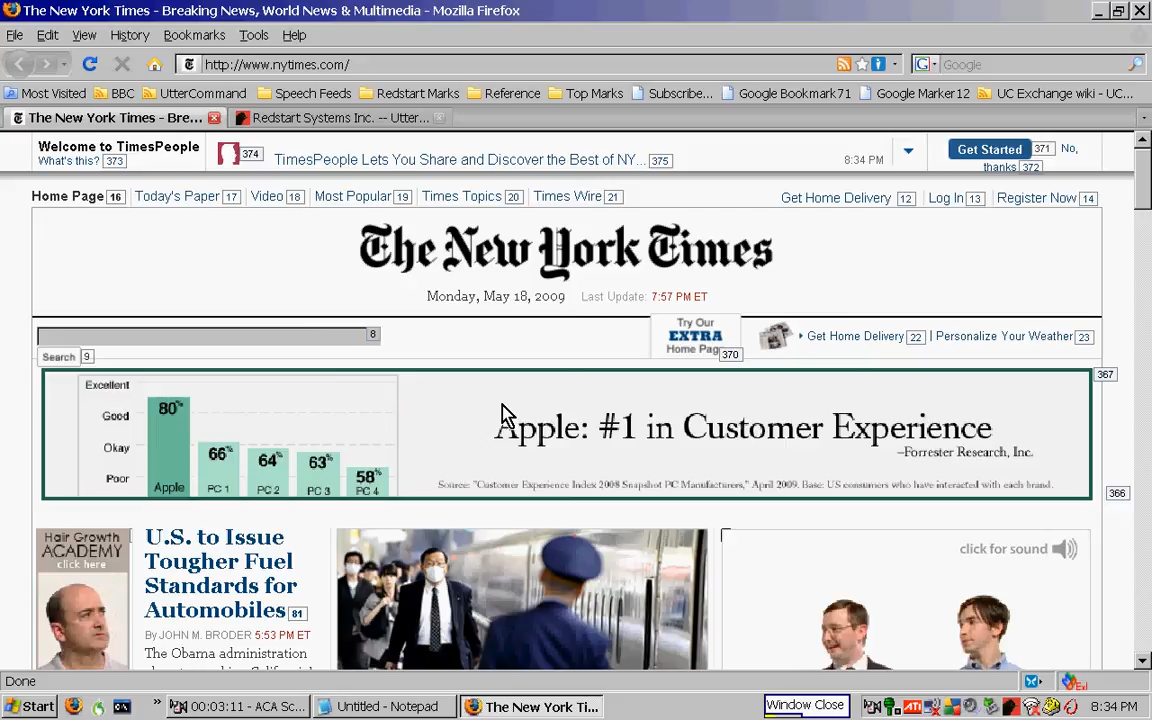 The New York Times - Breaking News, World News & Multimedia - Mozilla Firefox
File Edit View History Bookmarks Tools Help
http://www.nytimes.com/
Google
Most Visited BBC UtterCommand Speech Feeds Redstart Marks Reference Top Marks Subscribe... Google Bookmark71 Google Marker12 UC Exchange wiki - UC...
The New York Times - Bre... Redstart Systems Inc. -- Utter...
Welcome to TimesPeople
What's this? 373
374
TimesPeople Lets You Share and Discover the Best of NY... 375
8:34 PM
Get Started 371 No,
thanks 372
Home Page 16 Today's Paper 17 Video 18 Most Popular 19 Times Topics 20 Times Wire 21
Get Home Delivery 12 Log In 13 Register Now 14
The New York Times
Monday, May 18, 2009 Last Update: 7:57 PM ET
8
Search 9
Try Our
EXTRA
Home Pag 370
Get Home Delivery 22 | Personalize Your Weather 23
367
Excellent
Good
Okay
Poor
80%
Apple
66%
PC 1
64%
PC 2
63%
PC 3
58%
PC 4
Apple: #1 in Customer Experience
–Forrester Research, Inc.
Source: "Customer Experience Index 2008 Snapshot PC Manufacturers," April 2009. Base: US consumers who have interacted with each brand.
366
Hair Growth
ACADEMY
click here
U.S. to Issue
Tougher Fuel
Standards for
Automobiles 81
By JOHN M. BRODER 5:53 PM ET
The Obama administration
click for sound
Done
Start
00:03:11 - ACA Sc...
Untitled - Notepad
The New York Ti...
Window Close
8:34 PM